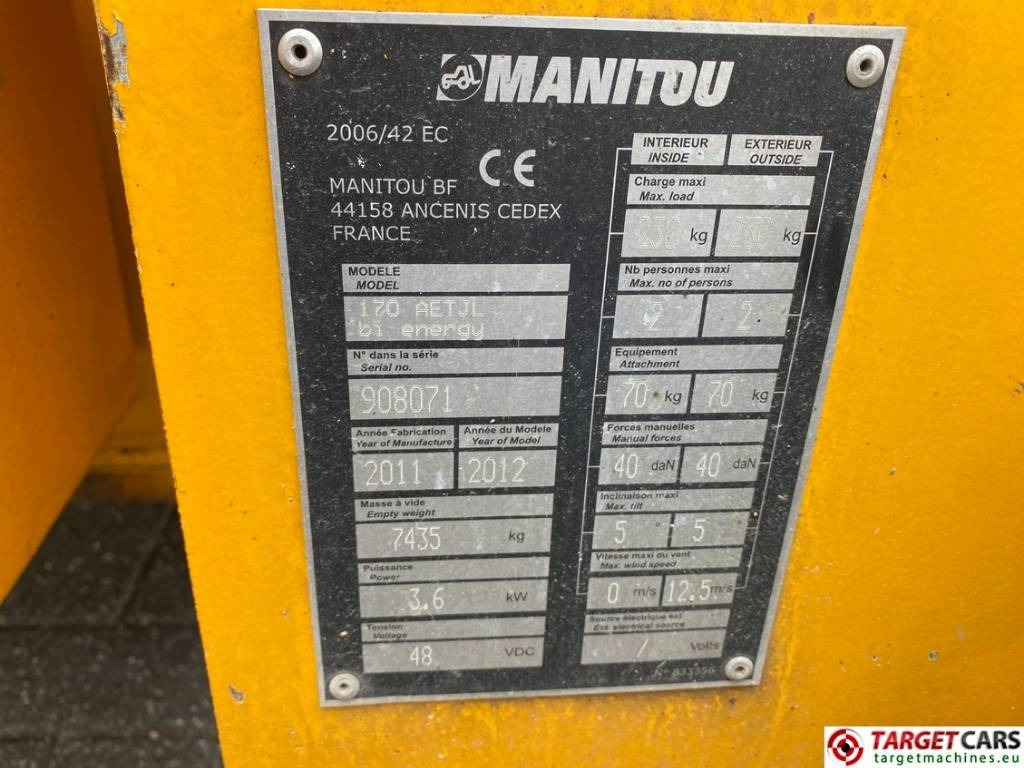 MANITOU
2006/42 EC
CE
MANITOU BF
44158 ANCENIS CEDEX
FRANCE
MODELE
MODEL
170 AETJL
bi energy
N° dans la série
Serial no.
908071
Année Fabrication
Year of Manufacture
2011
Année du Modele
Year of Model
2012
Masse à vide
Empty weight
7435 kg
Puissance
Power
3.6 kW
Tension
Voltage
48 VDC
INTERIEUR
INSIDE
EXTERIEUR
OUTSIDE
Charge maxi
Max. load
kg kg
Nb personnes maxi
Max. no of persons
2 2
Equipement
Attachment
70 kg 70 kg
Forces manuelles
Manual forces
40 daN 40 daN
Inclinaison maxi
Max. tilt
5 ° 5 °
Vitesse maxi du vent
Max. wind speed
0 m/s 12.5 m/s
Source électrique ext.
Ext. electrical source
/ Volts
N° 833356
TARGETCARS
targetmachines.eu